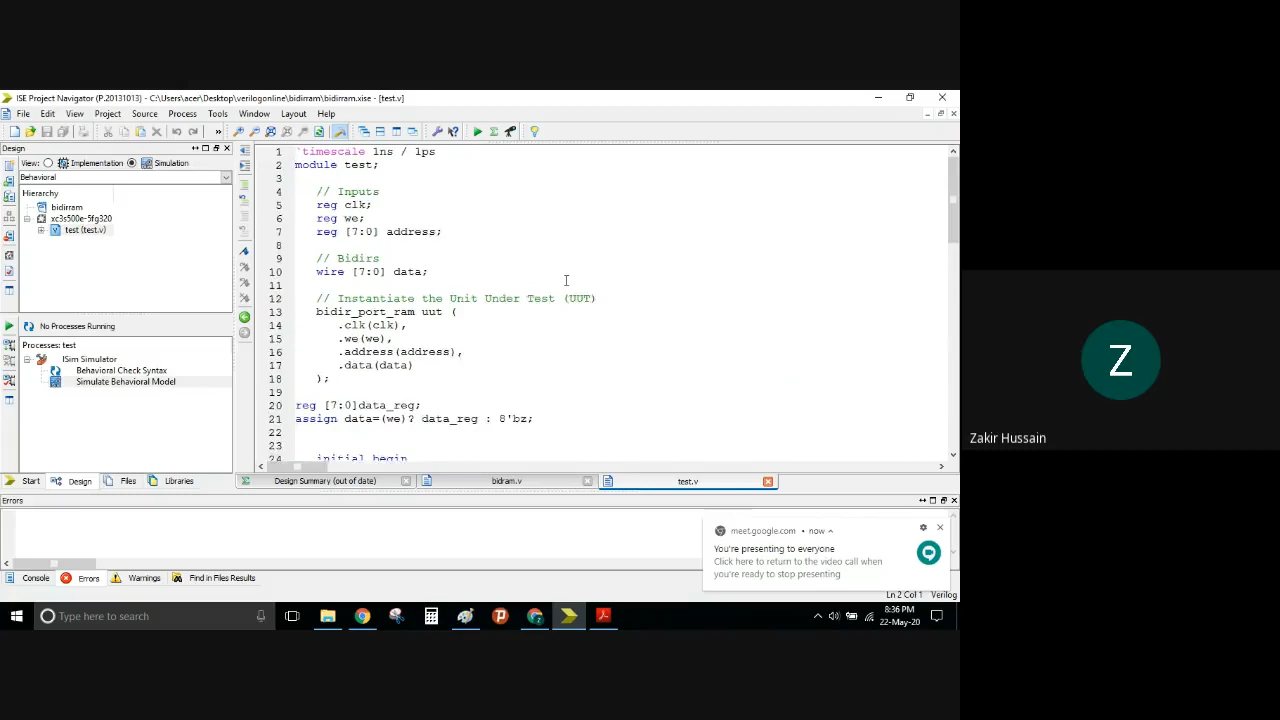 ISE Project Navigator (P.20131013) - C:\Users\acer\Desktop\verilogonline\bidirram\bidirram.xise - [test.v]
File Edit View Project Source Process Tools Window Layout Help
Design
View: Implementation Simulation
Behavioral
Hierarchy
bidirram
xc3s500e-5fg320
test (test.v)
No Processes Running
Processes: test
ISim Simulator
Behavioral Check Syntax
Simulate Behavioral Model
Start Design Files Libraries
1 `timescale 1ns / 1ps
2 module test;
3
4 // Inputs
5 reg clk;
6 reg we;
7 reg [7:0] address;
8
9 // Bidirs
10 wire [7:0] data;
11
12 // Instantiate the Unit Under Test (UUT)
13 bidir_port_ram uut (
14 .clk(clk),
15 .we(we),
16 .address(address),
17 .data(data)
18 );
19
20 reg [7:0]data_reg;
21 assign data=(we)? data_reg : 8'bz;
22
23
24 initial begin
Design Summary (out of date) bidram.v test.v
Errors
Console Errors Warnings Find in Files Results
meet.google.com • now
You're presenting to everyone
Click here to return to the video call when
you're ready to stop presenting
Ln 2 Col 1 Verilog
Type here to search
8:36 PM
22-May-20
Z
Zakir Hussain